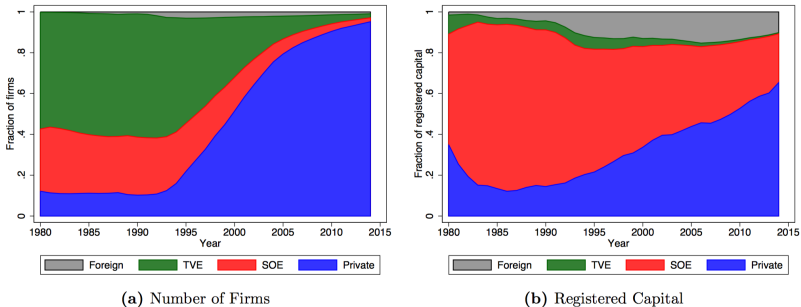 Fraction of firms
1
.8
.6
.4
.2
0
1980 1985 1990 1995 2000 2005 2010 2015
Year
Foreign TVE SOE Private
(a) Number of Firms
Fraction of registered capital
1
.8
.6
.4
.2
0
1980 1985 1990 1995 2000 2005 2010 2015
Year
Foreign TVE SOE Private
(b) Registered Capital